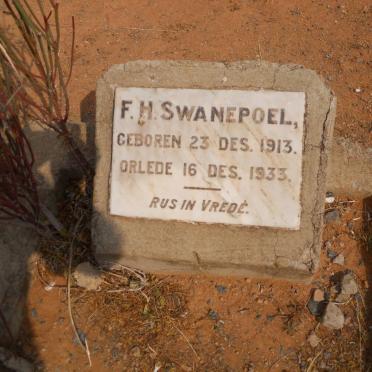 F. H. SWANEPOEL,
GEBOREN 23 DES. 1913.
ORLEDE 16 DES. 1933.
RUS IN VREDE.